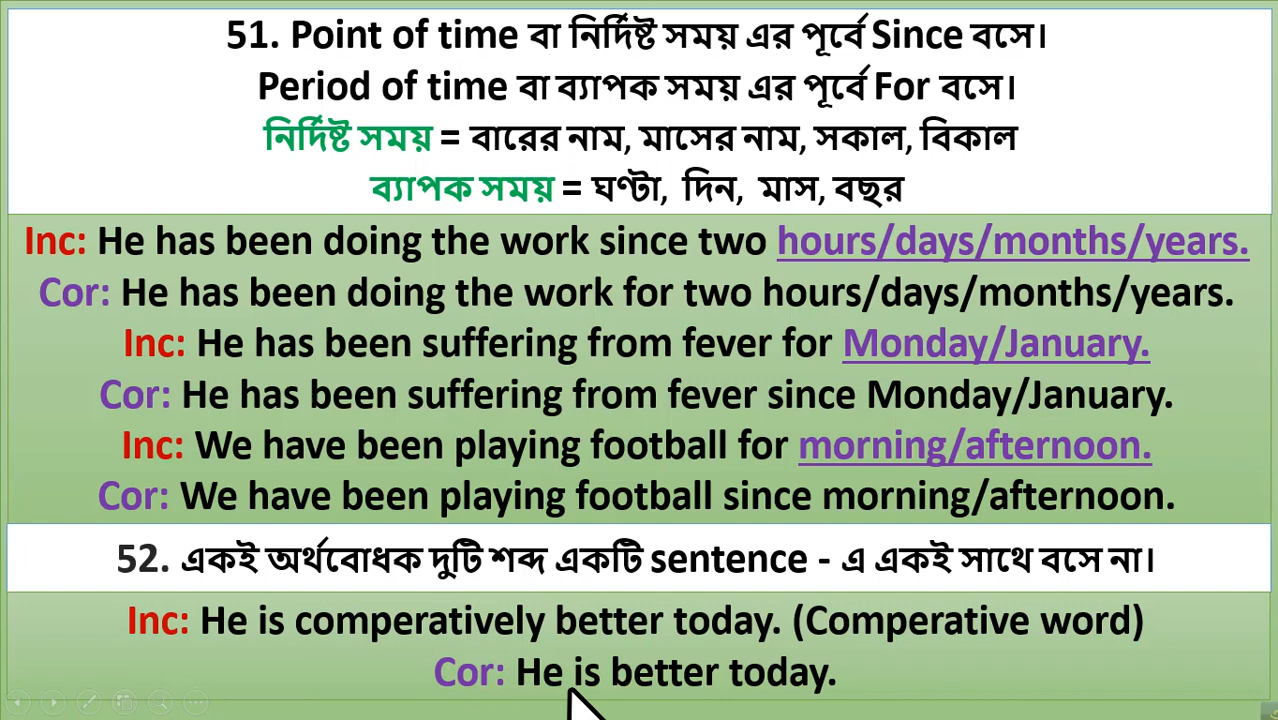 51. Point of time বা নির্দিষ্ট সময় এর পূর্বে Since বসে।
Period of time বা ব্যাপক সময় এর পূর্বে For বসে।
নির্দিষ্ট সময় = বারের নাম, মাসের নাম, সকাল, বিকাল
ব্যাপক সময় = ঘণ্টা, দিন, মাস, বছর
Inc: He has been doing the work since two hours/days/months/years.
Cor: He has been doing the work for two hours/days/months/years.
Inc: He has been suffering from fever for Monday/January.
Cor: He has been suffering from fever since Monday/January.
Inc: We have been playing football for morning/afternoon.
Cor: We have been playing football since morning/afternoon.
52. একই অর্থবোধক দুটি শব্দ একটি sentence - এ একই সাথে বসে না।
Inc: He is comperatively better today. (Comperative word)
Cor: He is better today.